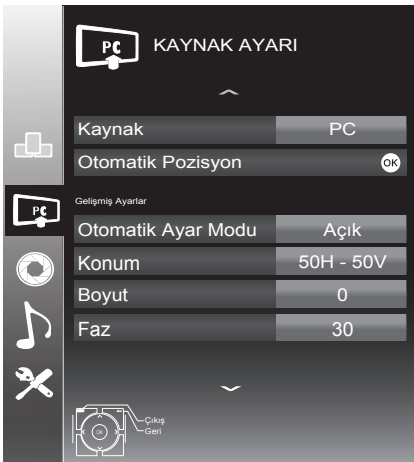 PC KAYNAK AYARI
Kaynak PC
Otomatik Pozisyon OK
PC
Gelişmiş Ayarlar
Otomatik Ayar Modu Açık
Konum 50H - 50V
Boyut 0
Faz 30
Çıkış
OK Geri